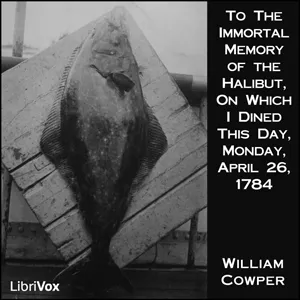 To The
Immortal
Memory
of the
Halibut,
On Which
I Dined
This Day,
Monday,
April 26,
1784
William
Cowper
LibriVox